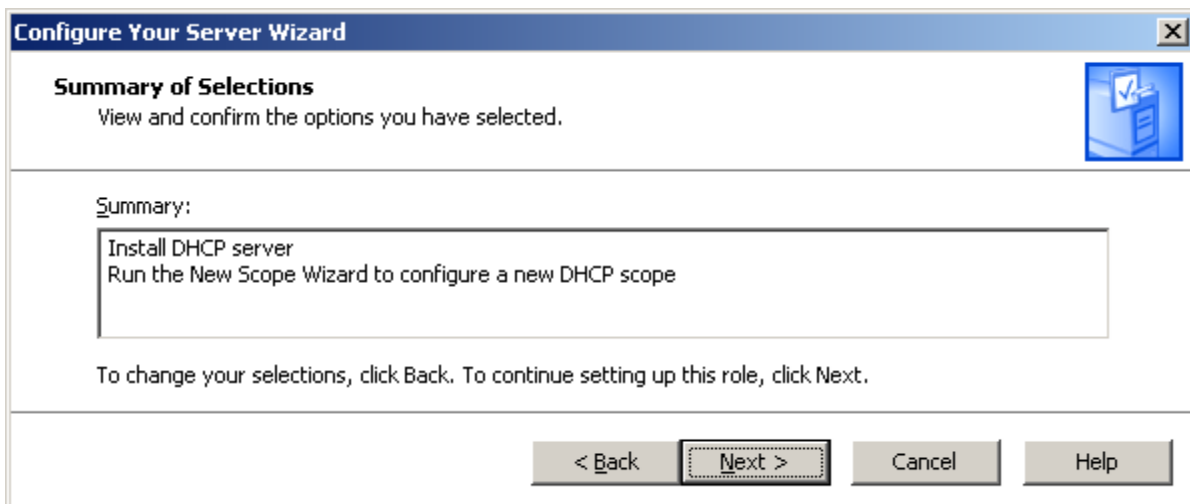 Configure Your Server Wizard
Summary of Selections
View and confirm the options you have selected.
Summary:
Install DHCP server
Run the New Scope Wizard to configure a new DHCP scope
To change your selections, click Back. To continue setting up this role, click Next.
< Back Next > Cancel Help